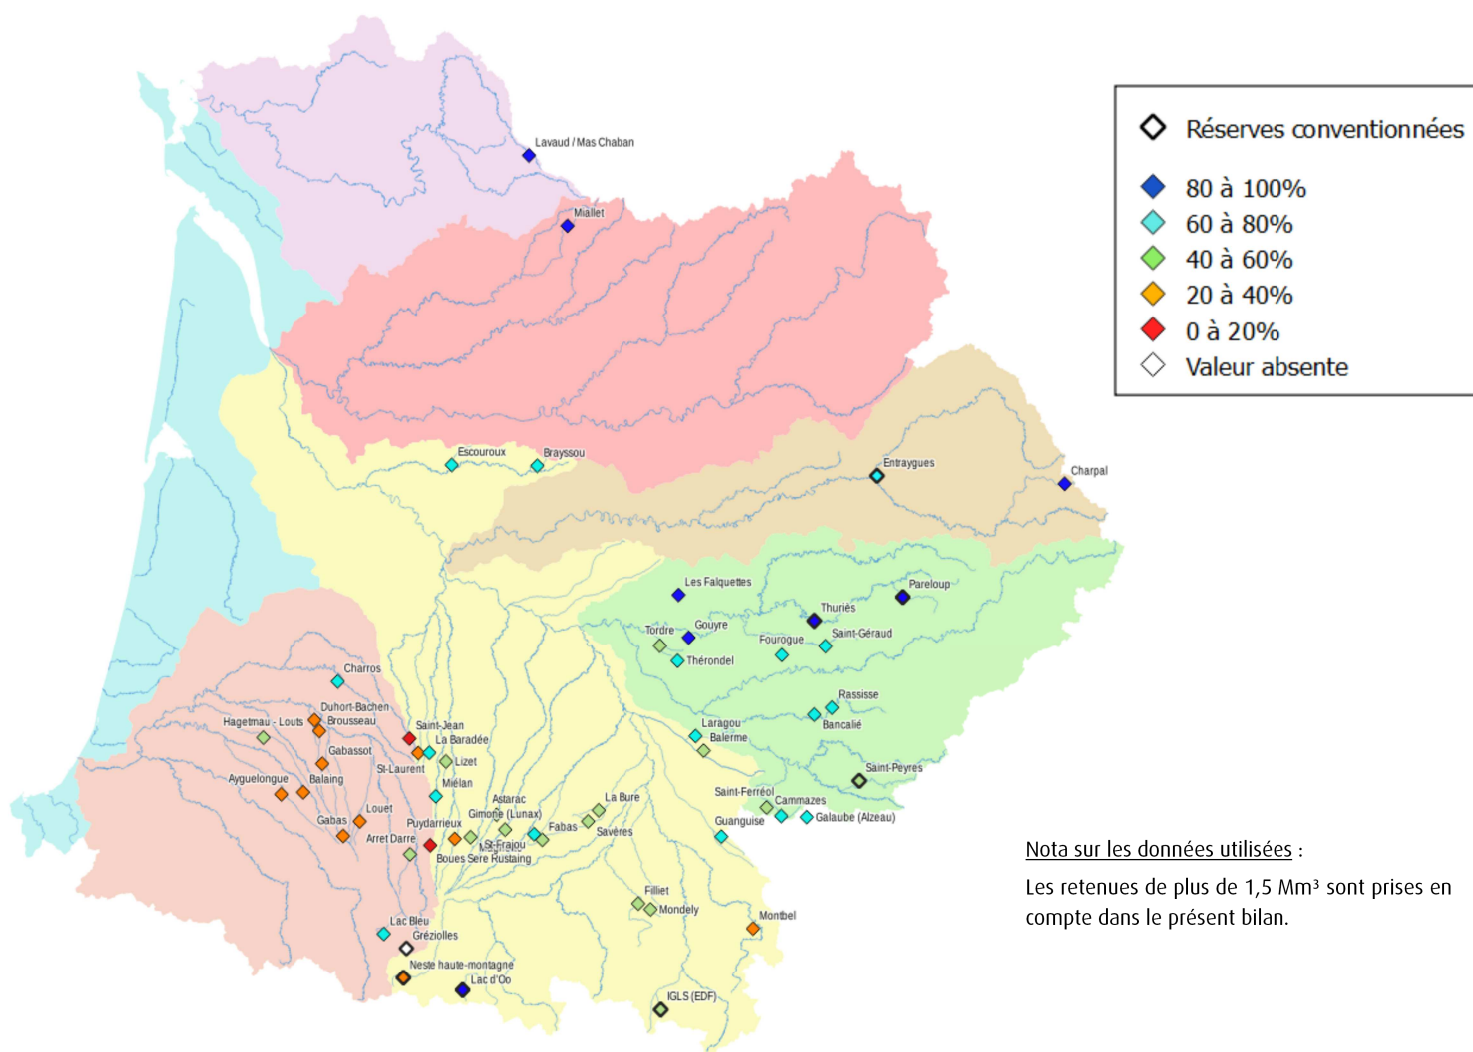 Réserves conventionnées
80 à 100%
60 à 80%
40 à 60%
20 à 40%
0 à 20%
Valeur absente
Lavaud / Mas Chaban
Miallet
Escouroux
Brayssou
Entraygues
Charpal
Les Falquettes
Pareloup
Thuriès
Tordre
Gouyre
Fourogue
Saint-Géraud
Thérondel
Charros
Rassisse
Bancalié
Duhort-Bachen
Hagetmau - Louts
Brousseau
Saint-Jean
La Baradée
Laragou
Balerme
Gabassot
St-Laurent
Lizet
Saint-Peyres
Ayguelongue
Balaing
Miélan
Astarac
La Bure
Saint-Ferréol
Cammazes
Louet
Gimone (Lunax)
Galaube (Alzeau)
Gabas
Puydarrieux
Fabas
Savères
Guanguise
Arret Darre
St-Frajou
Boues Sere Rustaing
Filliet
Mondely
Montbel
Lac Bleu
Gréziolles
Neste haute-montagne
Lac d'Oo
IGLS (EDF)
Nota sur les données utilisées :
Les retenues de plus de 1,5 Mm³ sont prises en
compte dans le présent bilan.